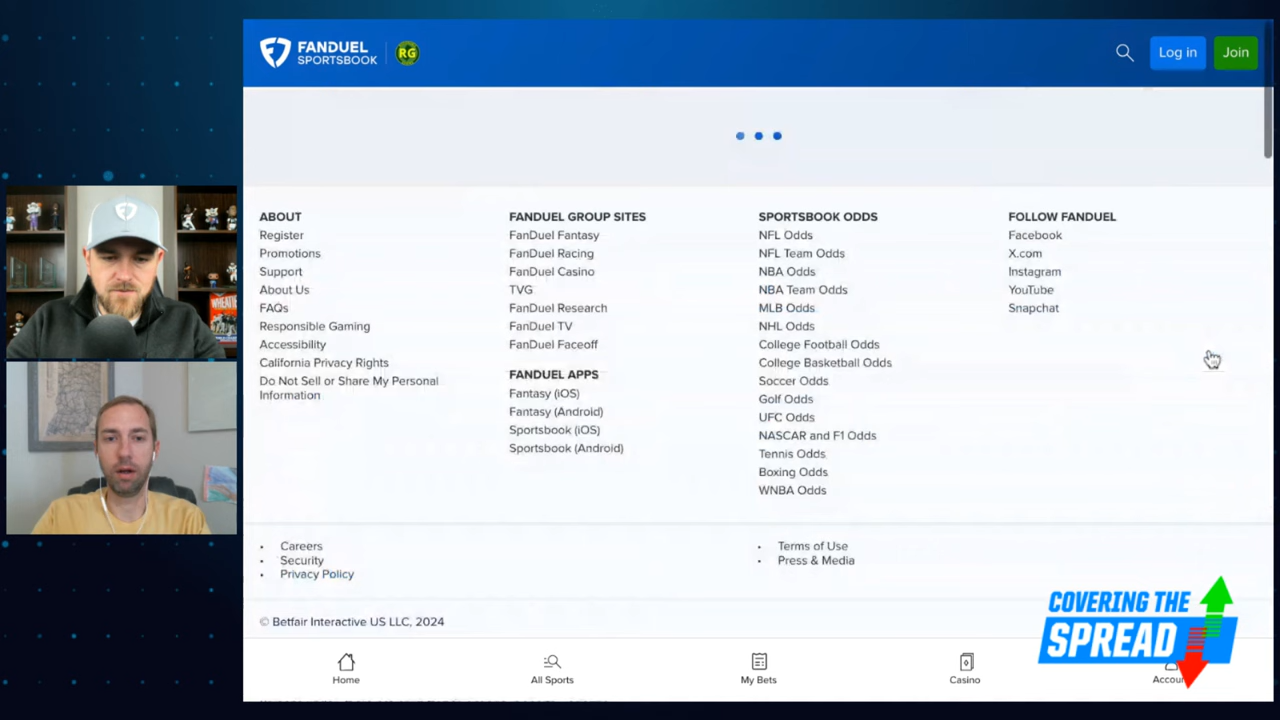 FANDUEL
SPORTSBOOK
RG
Log in
Join
ABOUT
Register
Promotions
Support
About Us
FAQs
Responsible Gaming
Accessibility
California Privacy Rights
Do Not Sell or Share My Personal
Information
FANDUEL GROUP SITES
FanDuel Fantasy
FanDuel Racing
FanDuel Casino
TVG
FanDuel Research
FanDuel TV
FanDuel Faceoff
FANDUEL APPS
Fantasy (iOS)
Fantasy (Android)
Sportsbook (iOS)
Sportsbook (Android)
SPORTSBOOK ODDS
NFL Odds
NFL Team Odds
NBA Odds
NBA Team Odds
MLB Odds
NHL Odds
College Football Odds
College Basketball Odds
Soccer Odds
Golf Odds
UFC Odds
NASCAR and F1 Odds
Tennis Odds
Boxing Odds
WNBA Odds
FOLLOW FANDUEL
Facebook
X.com
Instagram
YouTube
Snapchat
• Careers
• Security
• Privacy Policy
• Terms of Use
• Press & Media
© Betfair Interactive US LLC, 2024
Home
All Sports
My Bets
Casino
Accou
COVERING THE
SPREAD
WHEATIES